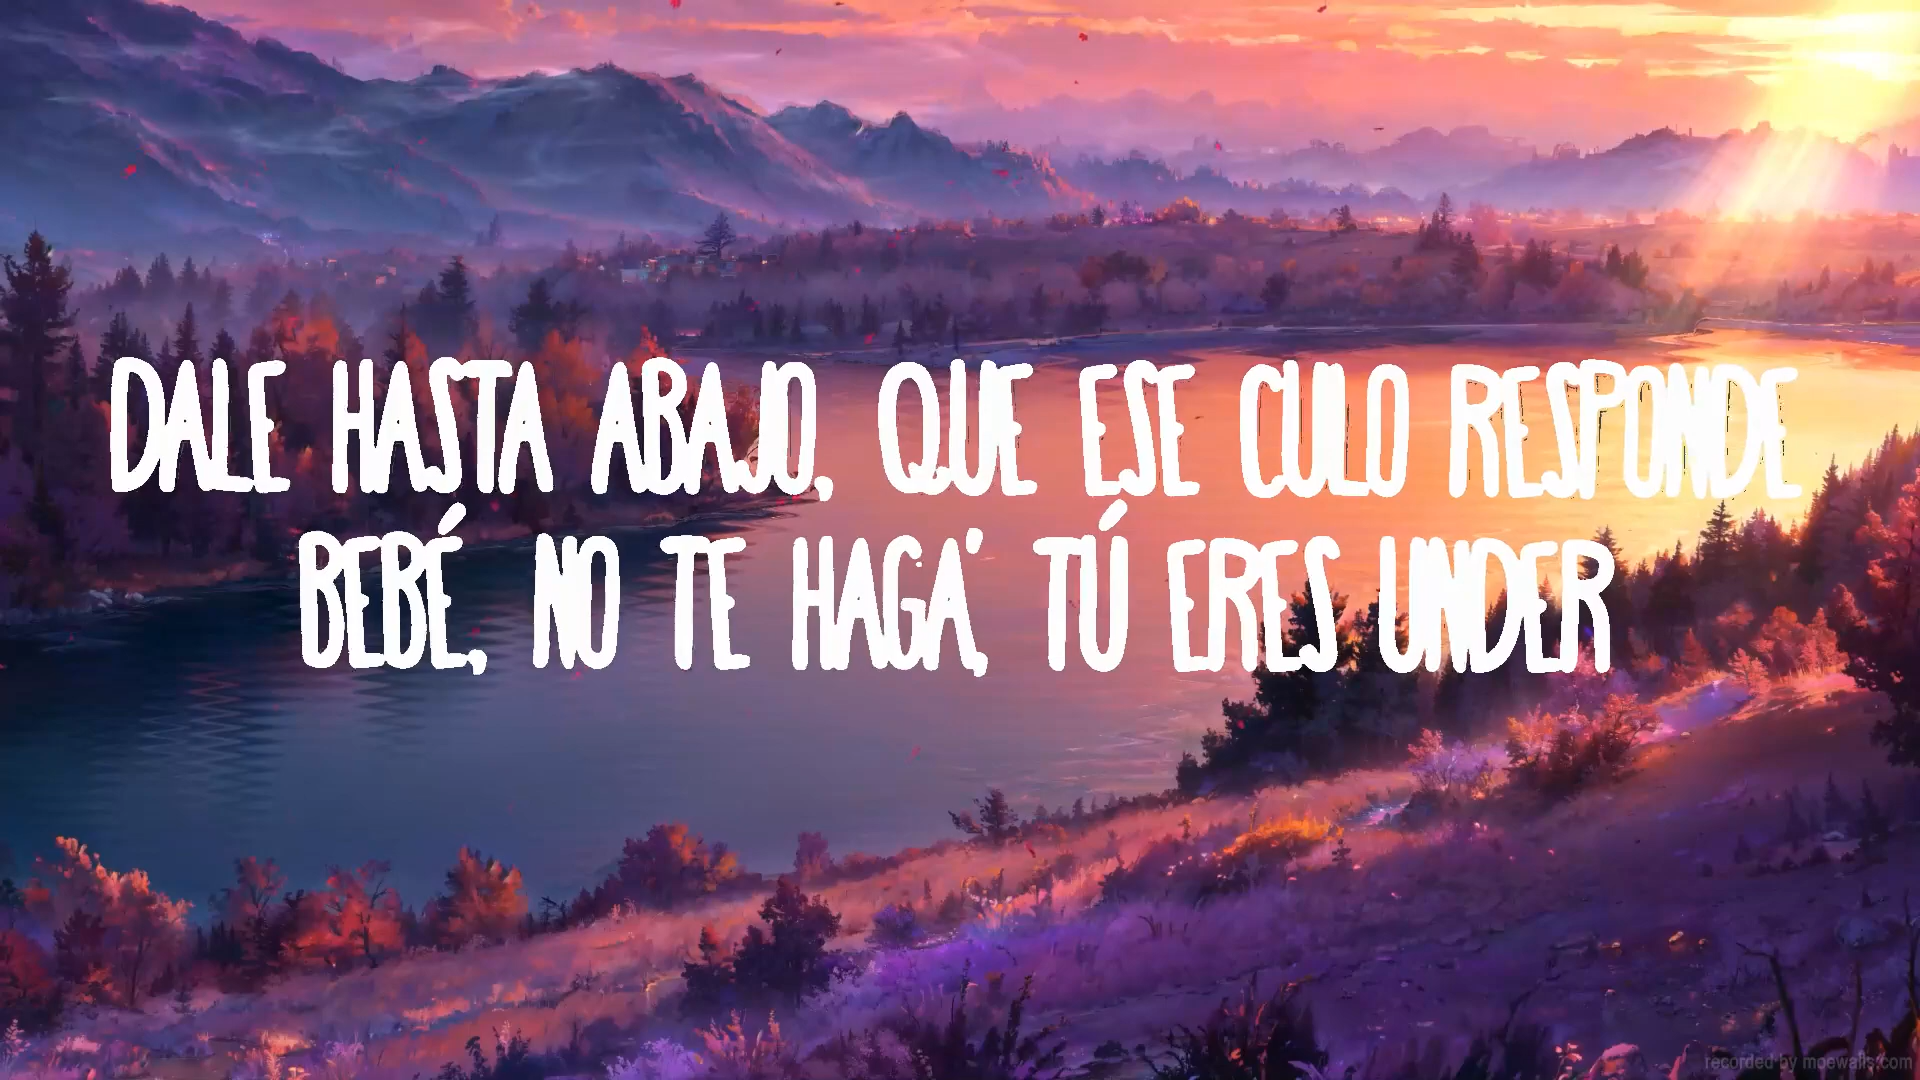 DALE HASTA ABAJO, QUE ESE CULO RESPONDE
BEBÉ, NO TE HAGA', TÚ ERES UNDER
recorded by moewalls.com